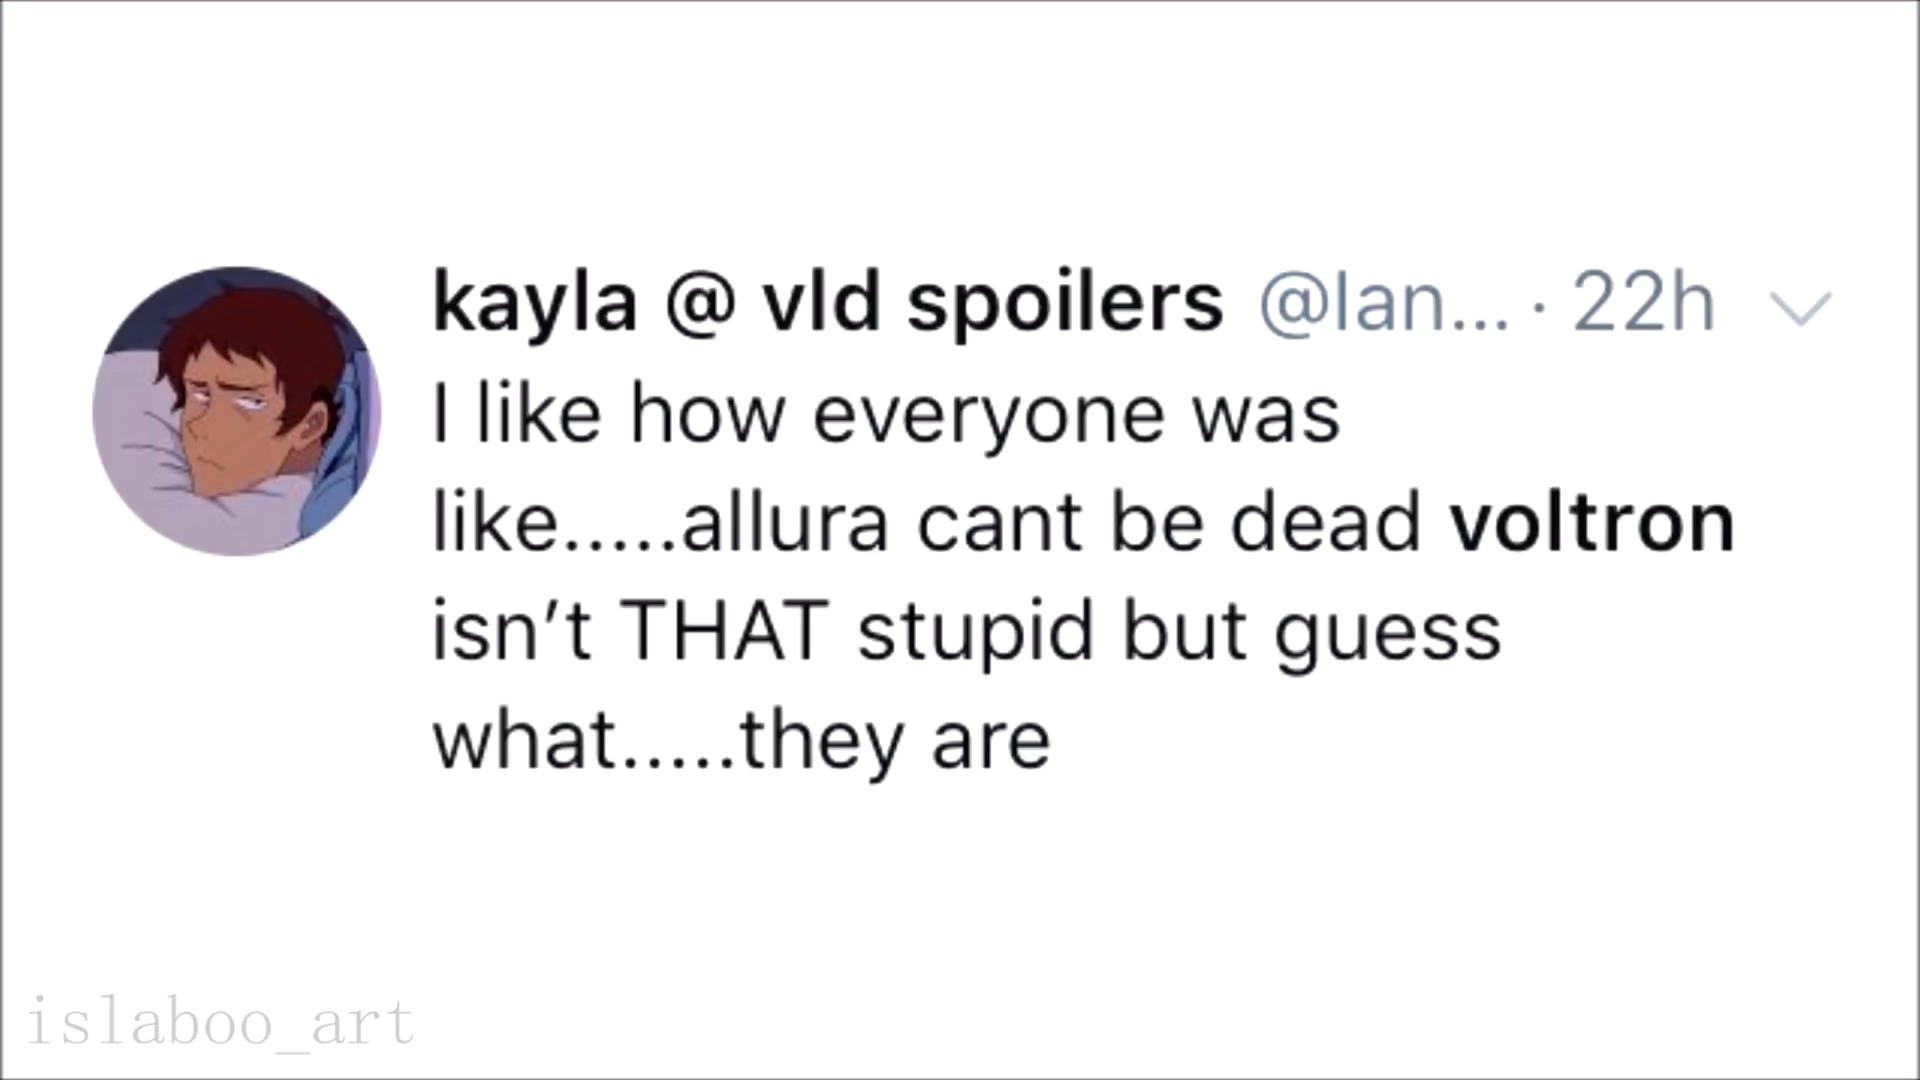 kayla @ vld spoilers @lan... · 22h
I like how everyone was
like.....allura cant be dead voltron
isn’t THAT stupid but guess
what.....they are
islaboo_art